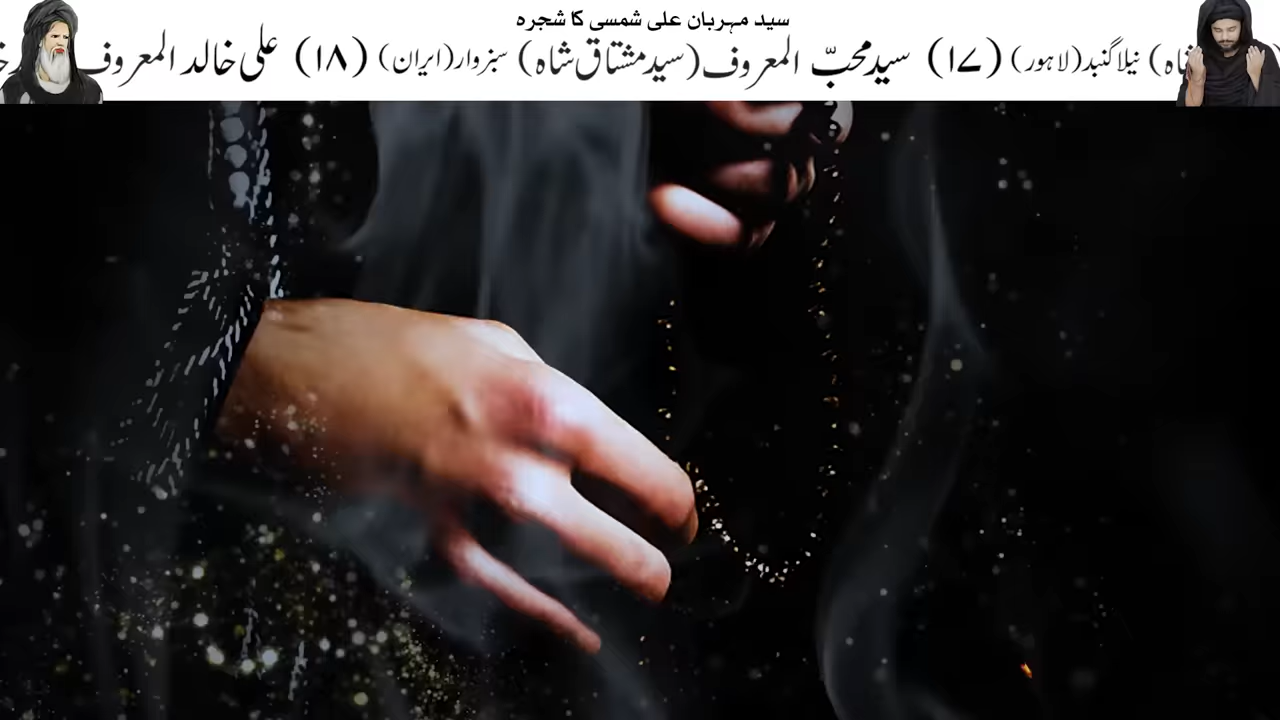 سید مہربان علی شمسی کا شجرہ
نیلا گنبد (لاہور) (۱۷) سید محبّ المعروف (سید مشتاق شاہ) سبزوار (ایران) (۱۸) علی خالد المعروف